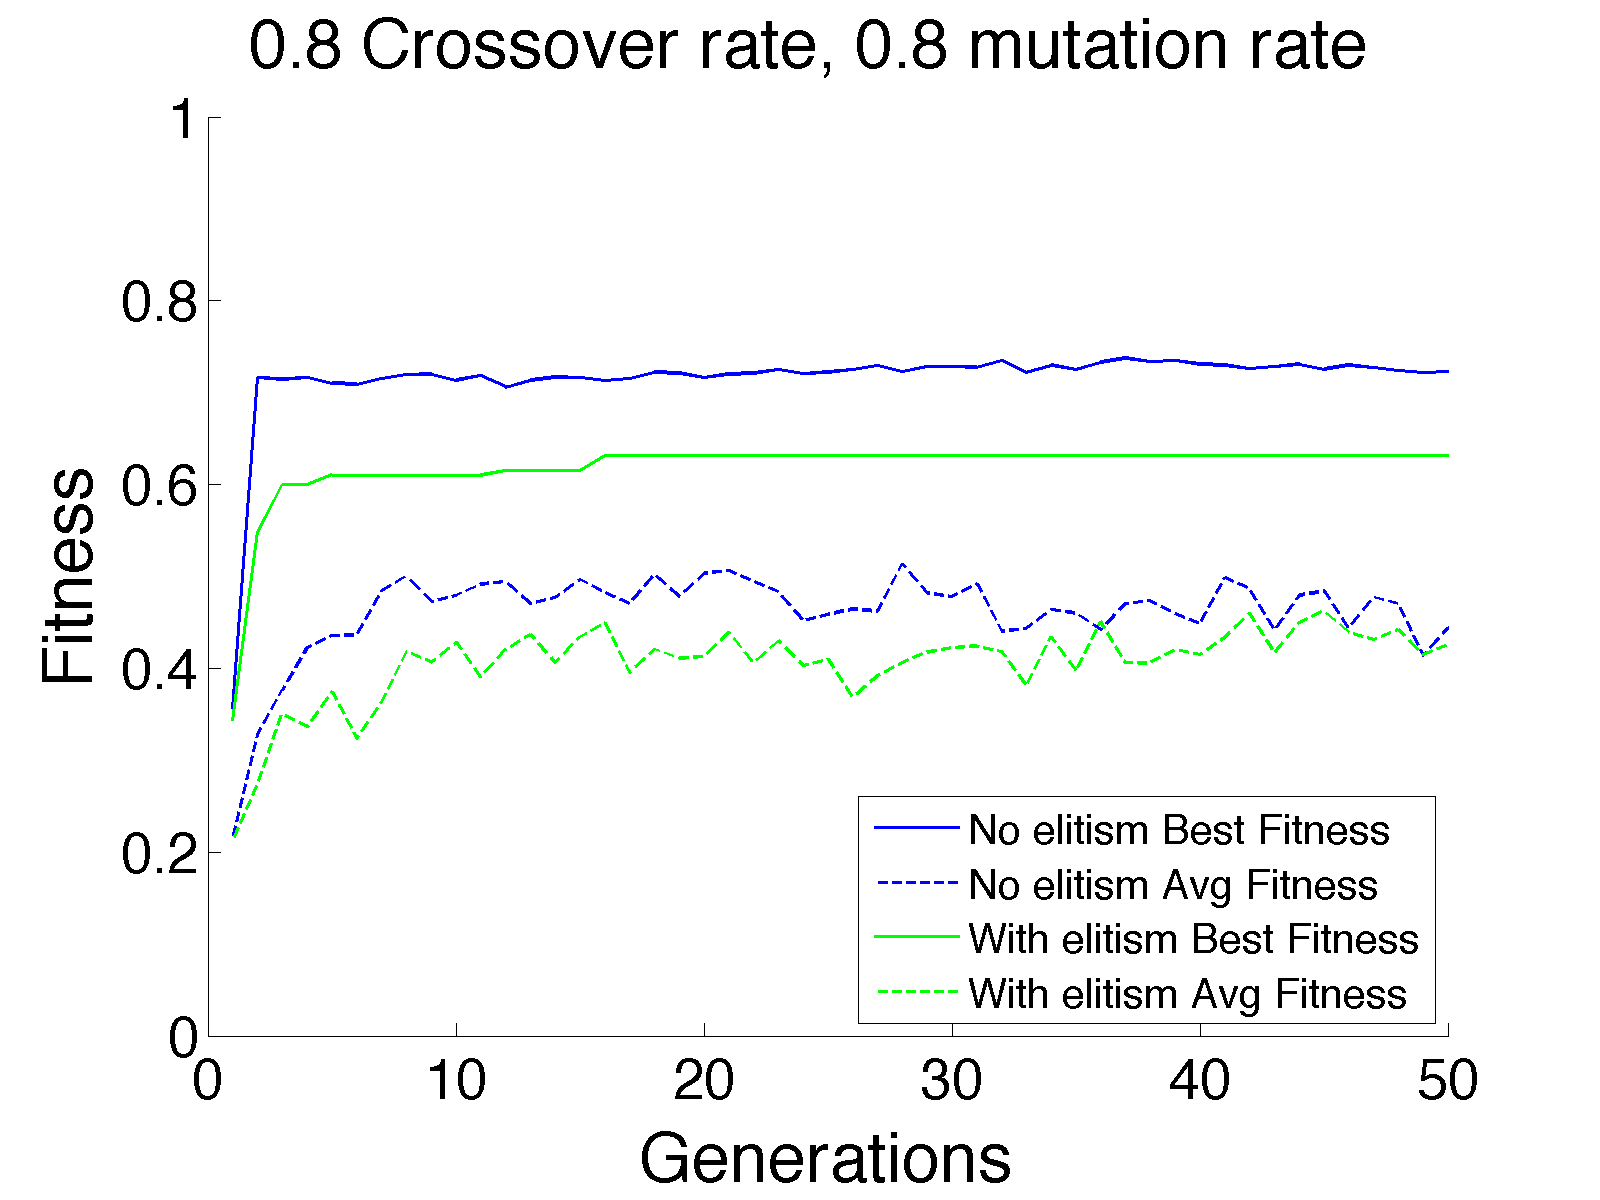 0.8 Crossover rate, 0.8 mutation rate
1
0.8
0.6
0.4
0.2
0
Fitness
No elitism Best Fitness
No elitism Avg Fitness
With elitism Best Fitness
With elitism Avg Fitness
0 10 20 30 40 50
Generations